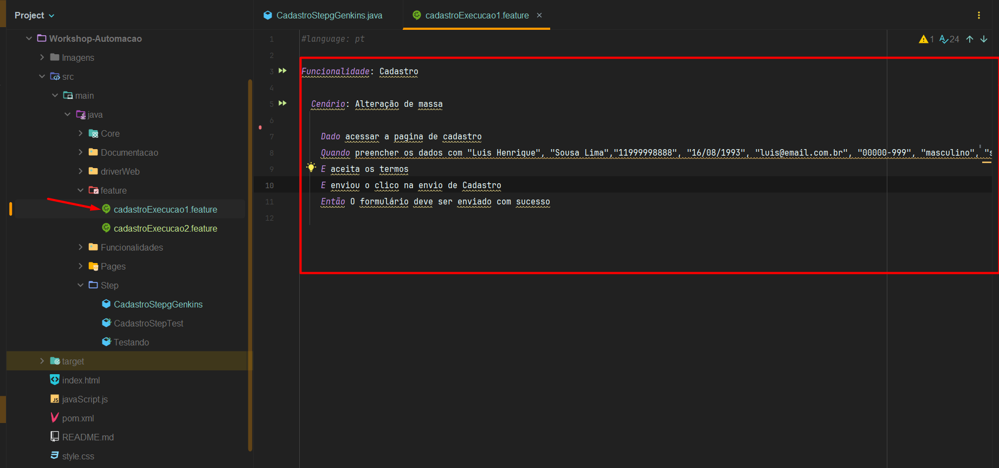 Project
CadastroStepgGenkins.java
cadastroExecucao1.feature
Workshop-Automacao
Imagens
src
main
java
Core
Documentacao
driverWeb
feature
cadastroExecucao1.feature
cadastroExecucao2.feature
Funcionalidades
Pages
Step
CadastroStepgGenkins
CadastroStepTest
Testando
target
index.html
javaScript.js
pom.xml
README.md
style.css
1 #language: pt
1 24
2
3 Funcionalidade: Cadastro
4
5 Cenário: Alteração de massa
6
7 Dado acessar a pagina de cadastro
8 Quando preencher os dados com "Luis Henrique", "Sousa Lima","11999998888", "16/08/1993", "luis@email.com.br", "00000-999", "masculino", "s
9 E aceita os termos
10 E enviou o clico na envio de Cadastro
11 Então O formulário deve ser enviado com sucesso
12